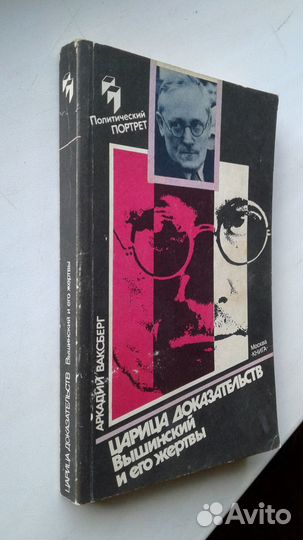 Политический
ПОРТРЕТ
АРКАДИЙ ВАКСБЕРГ
ЦАРИЦА ДОКАЗАТЕЛЬСТВ
Вышинский
и его жертвы
Москва
КНИГА
ЦАРИЦА ДОКАЗАТЕЛЬСТВ Вышинский и его жертвы
Avito